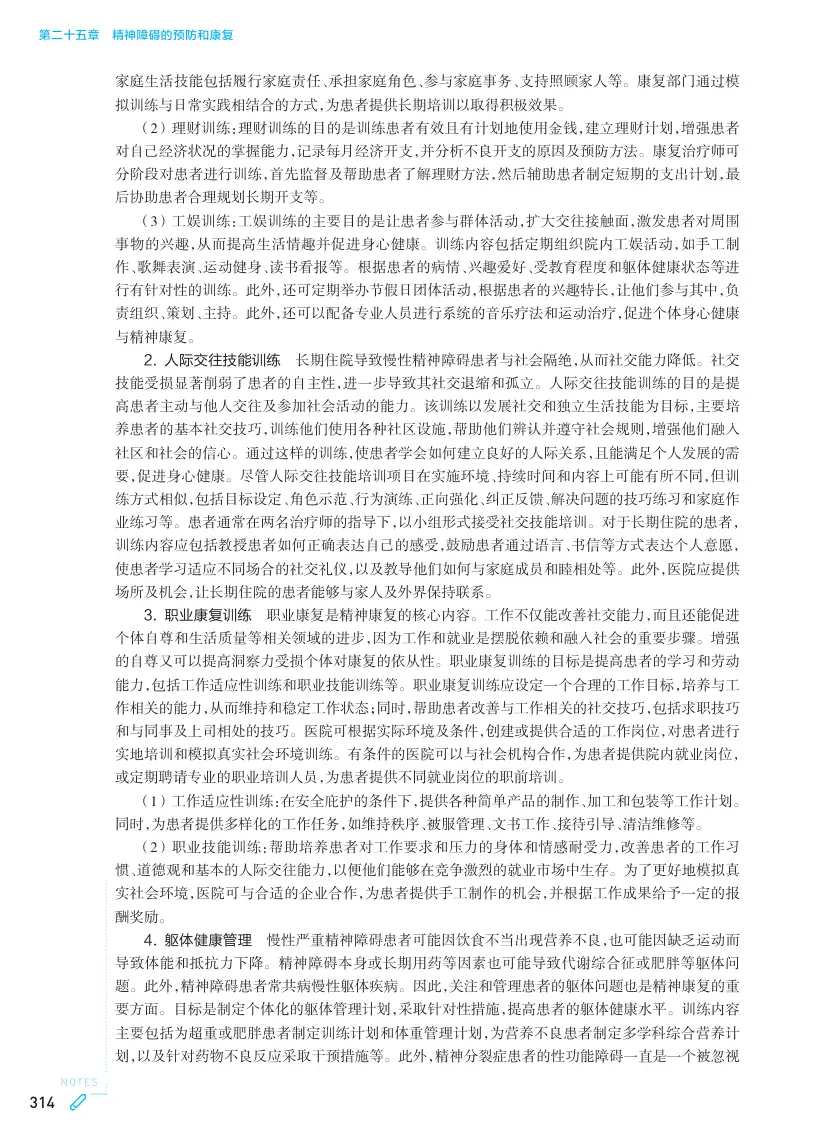 第二十五章 精神障碍的预防和康复
家庭生活技能包括履行家庭责任、承担家庭角色、参与家庭事务、支持照顾家人等。康复部门通过模
拟训练与日常实践相结合的方式,为患者提供长期培训以取得积极效果。
（2）理财训练:理财训练的目的是训练患者有效且有计划地使用金钱,建立理财计划,增强患者
对自己经济状况的掌握能力,记录每月经济开支,并分析不良开支的原因及预防方法。康复治疗师可
分阶段对患者进行训练,首先监督及帮助患者了解理财方法,然后辅助患者制定短期的支出计划,最
后协助患者合理规划长期开支等。
（3）工娱训练:工娱训练的主要目的是让患者参与群体活动,扩大交往接触面,激发患者对周围
事物的兴趣,从而提高生活情趣并促进身心健康。训练内容包括定期组织院内工娱活动,如手工制
作、歌舞表演、运动健身、读书看报等。根据患者的病情、兴趣爱好、受教育程度和躯体健康状态等进
行有针对性的训练。此外,还可定期举办节假日团体活动,根据患者的兴趣特长,让他们参与其中,负
责组织、策划、主持。此外,还可以配备专业人员进行系统的音乐疗法和运动治疗,促进个体身心健康
与精神康复。
2. 人际交往技能训练 长期住院导致慢性精神障碍患者与社会隔绝,从而社交能力降低。社交
技能受损显著削弱了患者的自主性,进一步导致其社交退缩和孤立。人际交往技能训练的目的是提
高患者主动与他人交往及参加社会活动的能力。该训练以发展社交和独立生活技能为目标,主要培
养患者的基本社交技巧,训练他们使用各种社区设施,帮助他们辨认并遵守社会规则,增强他们融入
社区和社会的信心。通过这样的训练,使患者学会如何建立良好的人际关系,且能满足个人发展的需
要,促进身心健康。尽管人际交往技能培训项目在实施环境、持续时间和内容上可能有所不同,但训
练方式相似,包括目标设定、角色示范、行为演练、正向强化、纠正反馈、解决问题的技巧练习和家庭作
业练习等。患者通常在两名治疗师的指导下,以小组形式接受社交技能培训。对于长期住院的患者,
训练内容应包括教授患者如何正确表达自己的感受,鼓励患者通过语言、书信等方式表达个人意愿,
使患者学习适应不同场合的社交礼仪,以及教导他们如何与家庭成员和睦相处等。此外,医院应提供
场所及机会,让长期住院的患者能够与家人及外界保持联系。
3. 职业康复训练 职业康复是精神康复的核心内容。工作不仅能改善社交能力,而且还能促进
个体自尊和生活质量等相关领域的进步,因为工作和就业是摆脱依赖和融入社会的重要步骤。增强
的自尊又可以提高洞察力受损个体对康复的依从性。职业康复训练的目标是提高患者的学习和劳动
能力,包括工作适应性训练和职业技能训练等。职业康复训练应设定一个合理的工作目标,培养与工
作相关的能力,从而维持和稳定工作状态;同时,帮助患者改善与工作相关的社交技巧,包括求职技巧
和与同事及上司相处的技巧。医院可根据实际环境及条件,创建或提供合适的工作岗位,对患者进行
实地培训和模拟真实社会环境训练。有条件的医院可以与社会机构合作,为患者提供院内就业岗位,
或定期聘请专业的职业培训人员,为患者提供不同就业岗位的职前培训。
（1）工作适应性训练:在安全庇护的条件下,提供各种简单产品的制作、加工和包装等工作计划。
同时,为患者提供多样化的工作任务,如维持秩序、被服管理、文书工作、接待引导、清洁维修等。
（2）职业技能训练:帮助培养患者对工作要求和压力的身体和情感耐受力,改善患者的工作习
惯、道德观和基本的人际交往能力,以便他们能够在竞争激烈的就业市场中生存。为了更好地模拟真
实社会环境,医院可与合适的企业合作,为患者提供手工制作的机会,并根据工作成果给予一定的报
酬奖励。
4. 躯体健康管理 慢性严重精神障碍患者可能因饮食不当出现营养不良,也可能因缺乏运动而
导致体能和抵抗力下降。精神障碍本身或长期用药等因素也可能导致代谢综合征或肥胖等躯体问
题。此外,精神障碍患者常共病慢性躯体疾病。因此,关注和管理患者的躯体问题也是精神康复的重
要方面。目标是制定个体化的躯体管理计划,采取针对性措施,提高患者的躯体健康水平。训练内容
主要包括为超重或肥胖患者制定训练计划和体重管理计划,为营养不良患者制定多学科综合营养计
划,以及针对药物不良反应采取干预措施等。此外,精神分裂症患者的性功能障碍一直是一个被忽视
NOTES
314